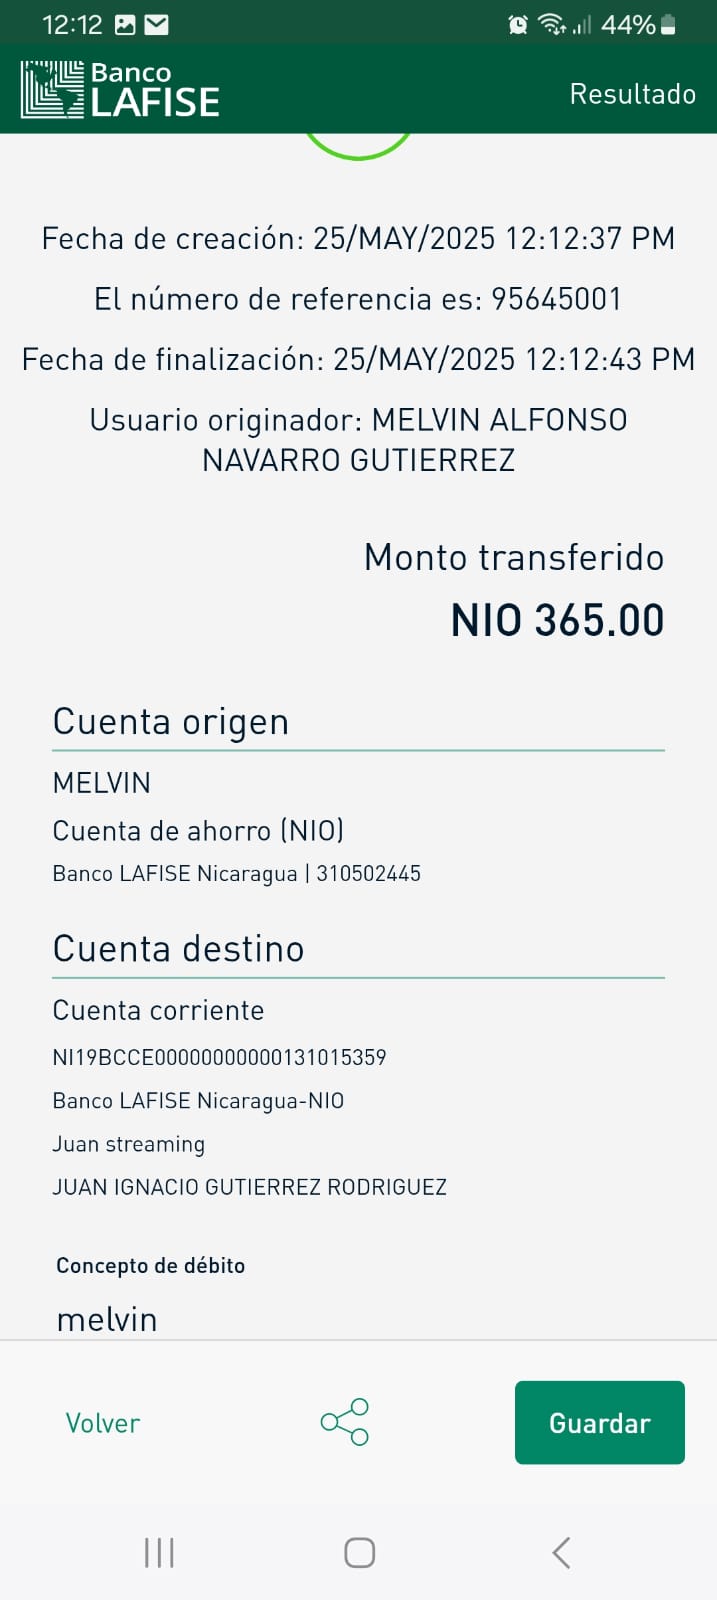 12:12
44%
Banco
LAFISE
Resultado
Fecha de creación: 25/MAY/2025 12:12:37 PM
El número de referencia es: 95645001
Fecha de finalización: 25/MAY/2025 12:12:43 PM
Usuario originador: MELVIN ALFONSO
NAVARRO GUTIERREZ
Monto transferido
NIO 365.00
Cuenta origen
MELVIN
Cuenta de ahorro (NIO)
Banco LAFISE Nicaragua | 310502445
Cuenta destino
Cuenta corriente
NI19BCCE00000000000131015359
Banco LAFISE Nicaragua-NIO
Juan streaming
JUAN IGNACIO GUTIERREZ RODRIGUEZ
Concepto de débito
melvin
Volver
Guardar